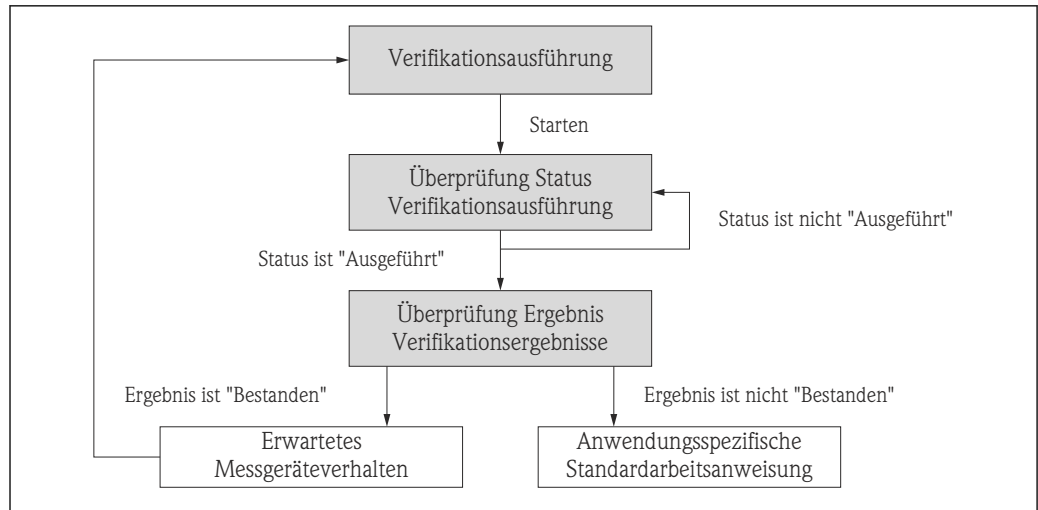 Verifikationsausführung
Starten
Überprüfung Status
Verifikationsausführung
Status ist nicht "Ausgeführt"
Status ist "Ausgeführt"
Überprüfung Ergebnis
Verifikationsergebnisse
Ergebnis ist "Bestanden"
Ergebnis ist nicht "Bestanden"
Erwartetes
Messgeräteverhalten
Anwendungsspezifische
Standardarbeitsanweisung